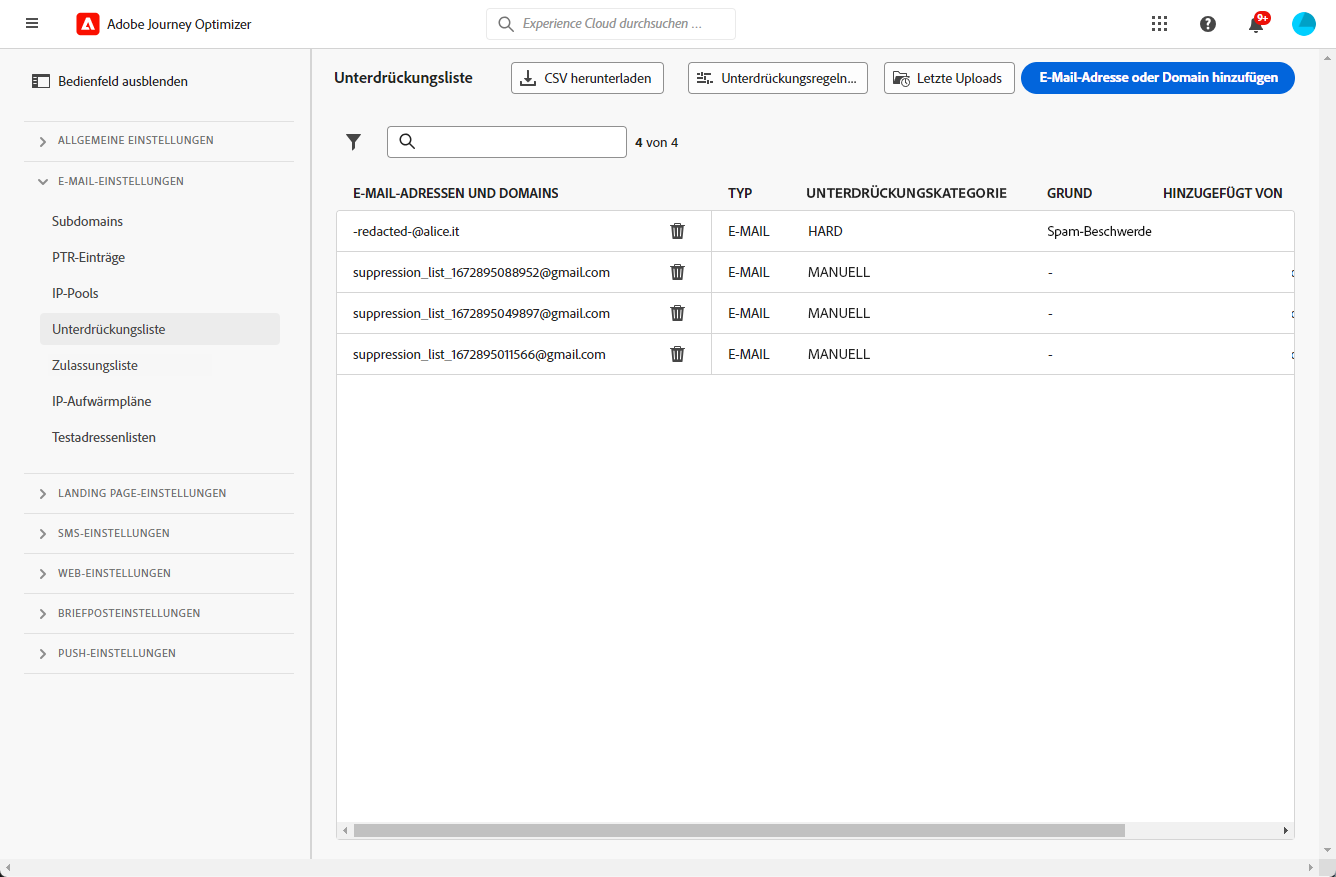 Adobe Journey Optimizer
Experience Cloud durchsuchen ...
9+
Bedienfeld ausblenden
ALLGEMEINE EINSTELLUNGEN
E-MAIL-EINSTELLUNGEN
Subdomains
PTR-Einträge
IP-Pools
Unterdrückungsliste
Zulassungsliste
IP-Aufwärmpläne
Testadressenlisten
LANDING PAGE-EINSTELLUNGEN
SMS-EINSTELLUNGEN
WEB-EINSTELLUNGEN
BRIEFPOSTEINSTELLUNGEN
PUSH-EINSTELLUNGEN
Unterdrückungsliste
CSV herunterladen
Unterdrückungsregeln...
Letzte Uploads
E-Mail-Adresse oder Domain hinzufügen
4 von 4
E-MAIL-ADRESSEN UND DOMAINS TYP UNTERDRÜCKUNGSKATEGORIE GRUND HINZUGEFÜGT VON
-redacted-@alice.it E-MAIL HARD Spam-Beschwerde
suppression_list_1672895088952@gmail.com E-MAIL MANUELL -
suppression_list_1672895049897@gmail.com E-MAIL MANUELL -
suppression_list_1672895011566@gmail.com E-MAIL MANUELL -